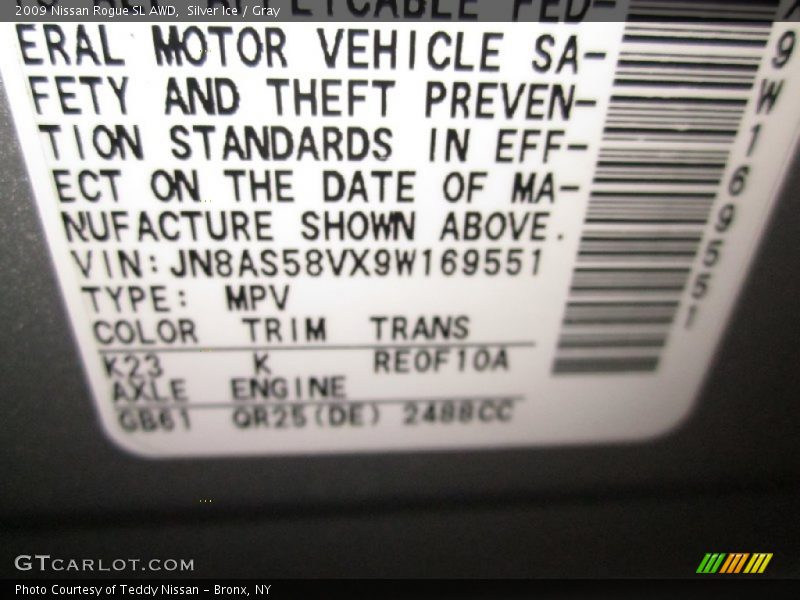 2009 Nissan Rogue SL AWD,  Silver Ice / Gray
FED-
ERAL MOTOR VEHICLE SA-
FETY AND THEFT PREVEN-
TION STANDARDS IN EFF-
ECT ON THE DATE OF MA-
NUFACTURE SHOWN ABOVE.
VIN: JN8AS58VX9W169551
TYPE: MPV
COLOR TRIM TRANS
K23 K RE0F10A
AXLE ENGINE
GB61 QR25(DE) 2488CC
9W169551
GTCARLOT.COM
Photo Courtesy of Teddy Nissan - Bronx, NY